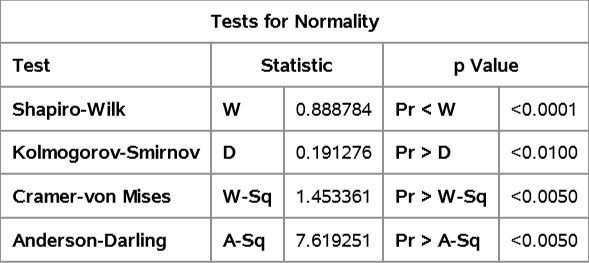 Tests for Normality
Test Statistic p Value
Shapiro-Wilk W 0.888784 Pr < W <0.0001
Kolmogorov-Smirnov D 0.191276 Pr > D <0.0100
Cramer-von Mises W-Sq 1.453361 Pr > W-Sq <0.0050
Anderson-Darling A-Sq 7.619251 Pr > A-Sq <0.0050